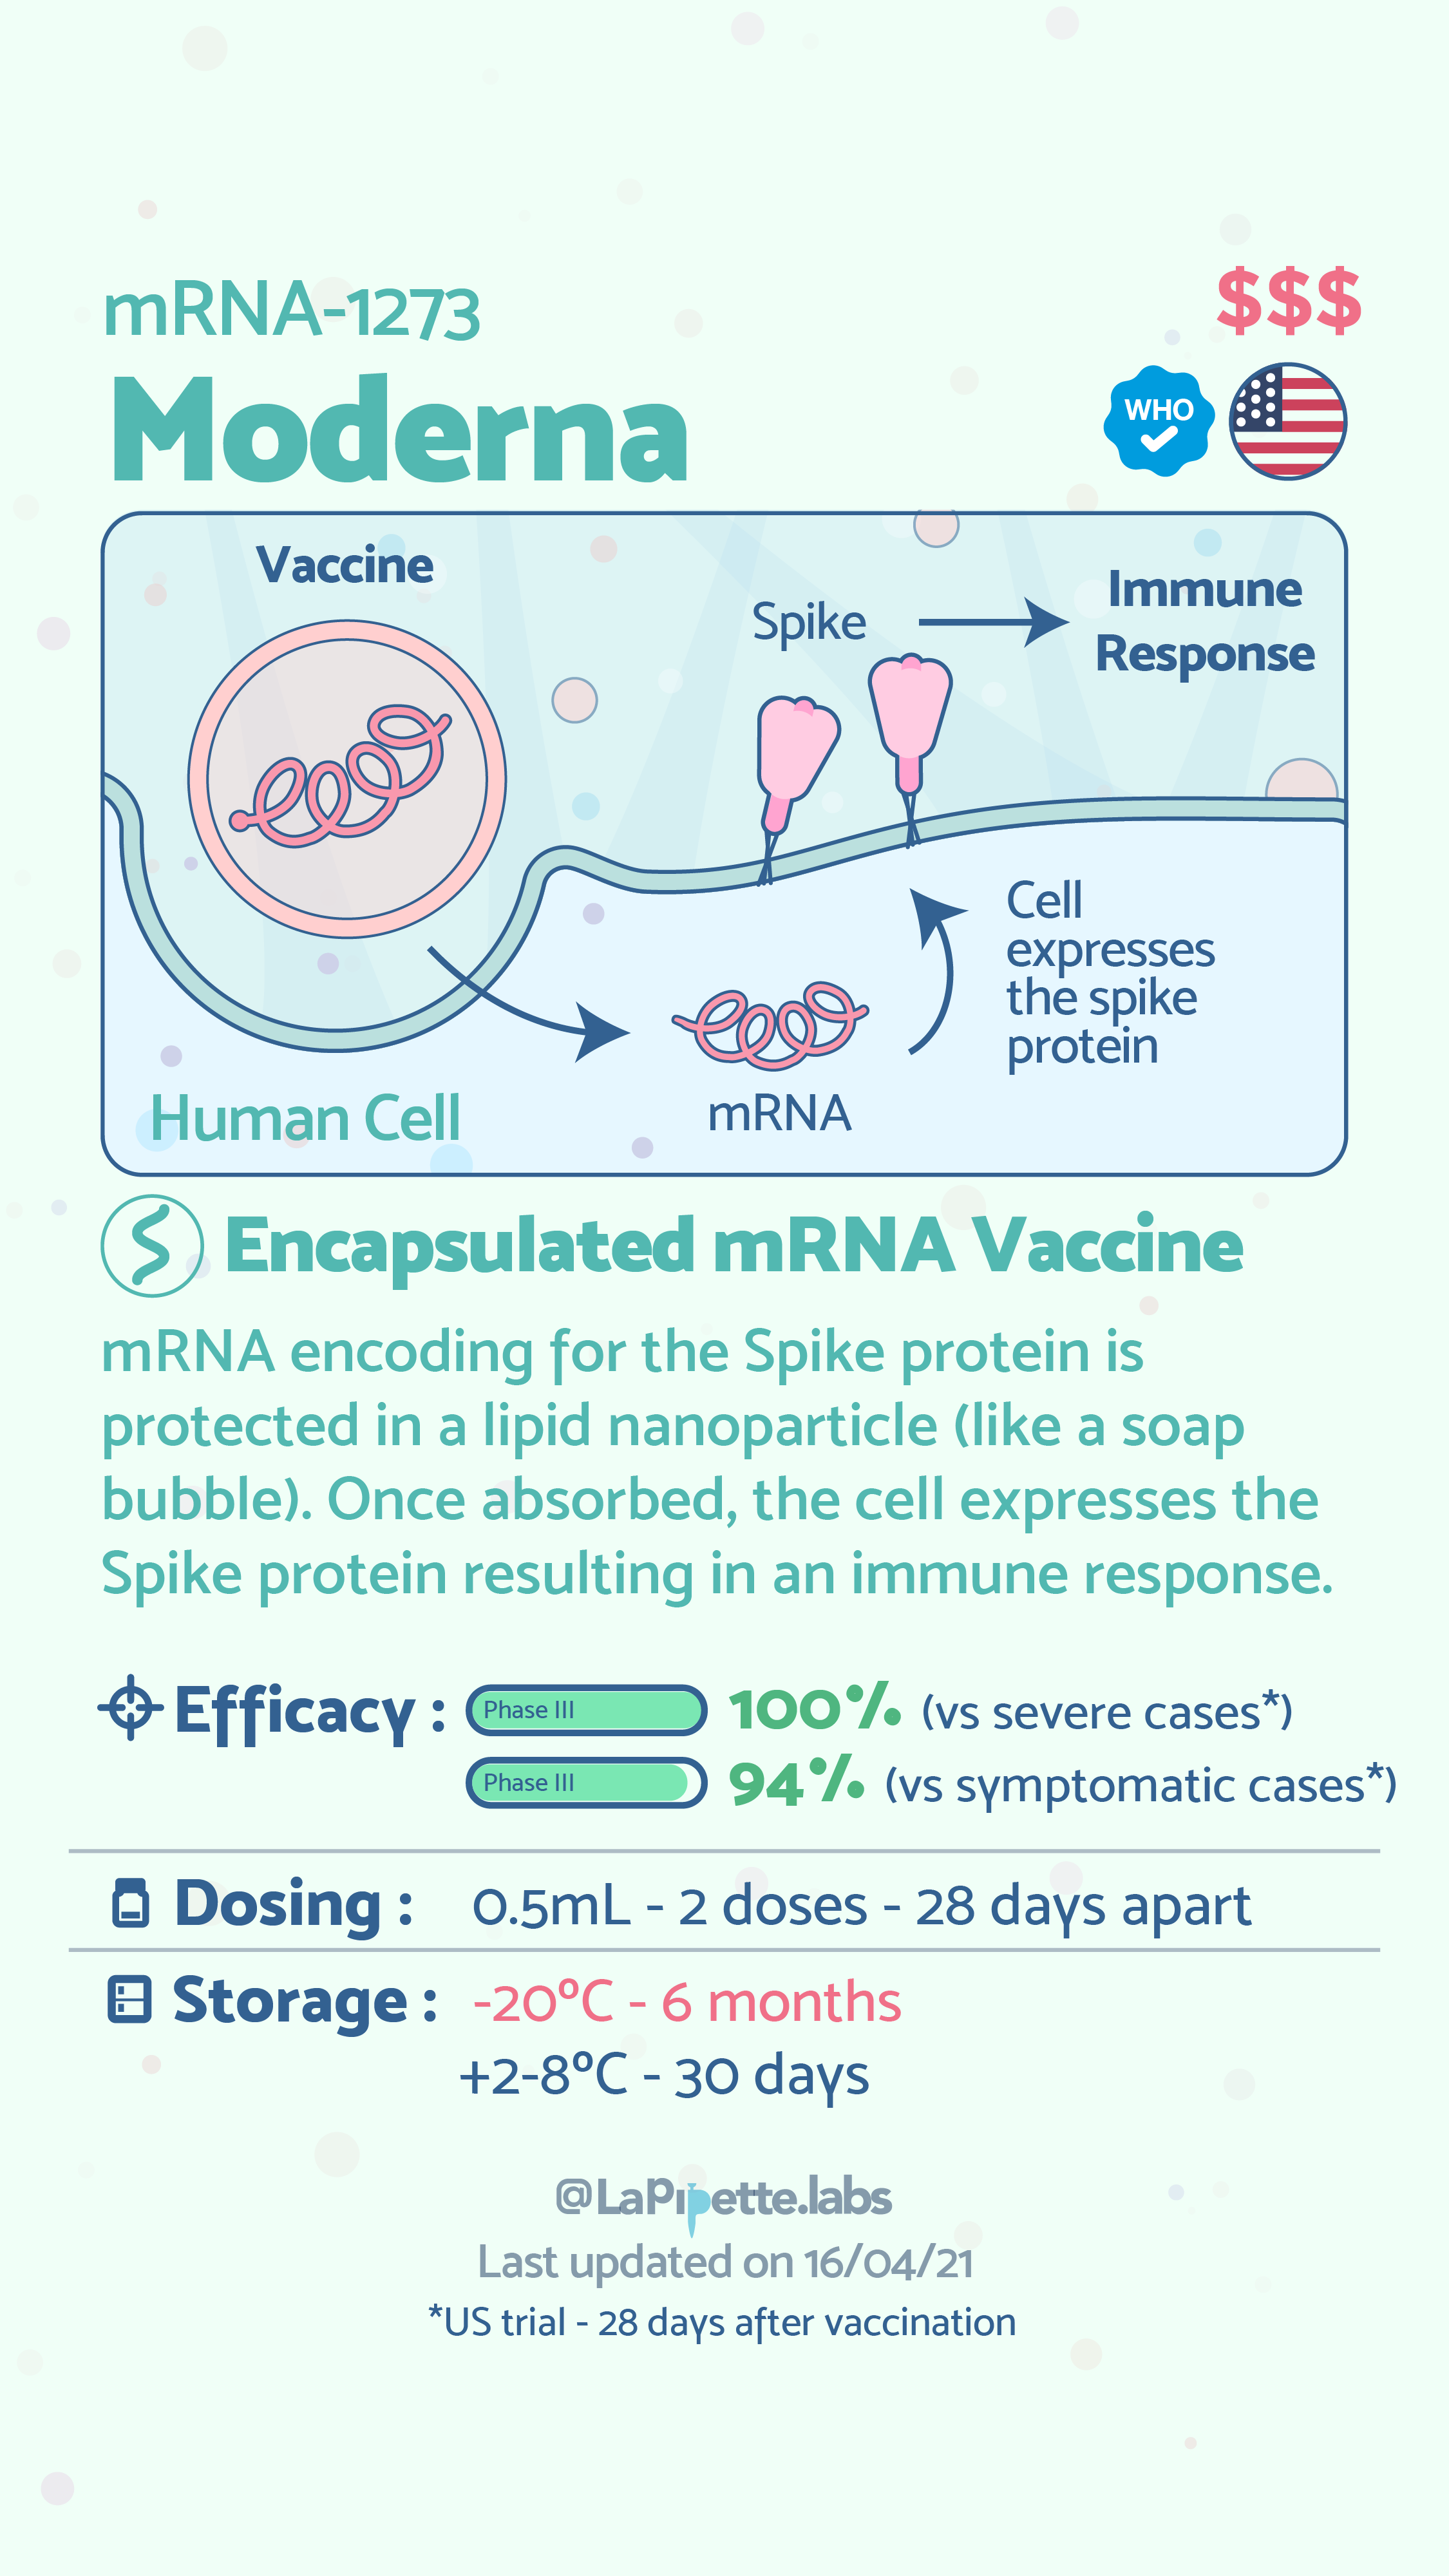 mRNA-1273
$$$
Moderna
WHO
Vaccine
Spike
Immune
Response
Cell
expresses
the spike
protein
Human Cell
mRNA
Encapsulated mRNA Vaccine
mRNA encoding for the Spike protein is
protected in a lipid nanoparticle (like a soap
bubble). Once absorbed, the cell expresses the
Spike protein resulting in an immune response.
Efficacy : Phase III 100% (vs severe cases*)
Phase III 94% (vs symptomatic cases*)
Dosing : 0.5mL - 2 doses - 28 days apart
Storage : -20ºC - 6 months
+2-8ºC - 30 days
@LaPipette.labs
Last updated on 16/04/21
*US trial - 28 days after vaccination